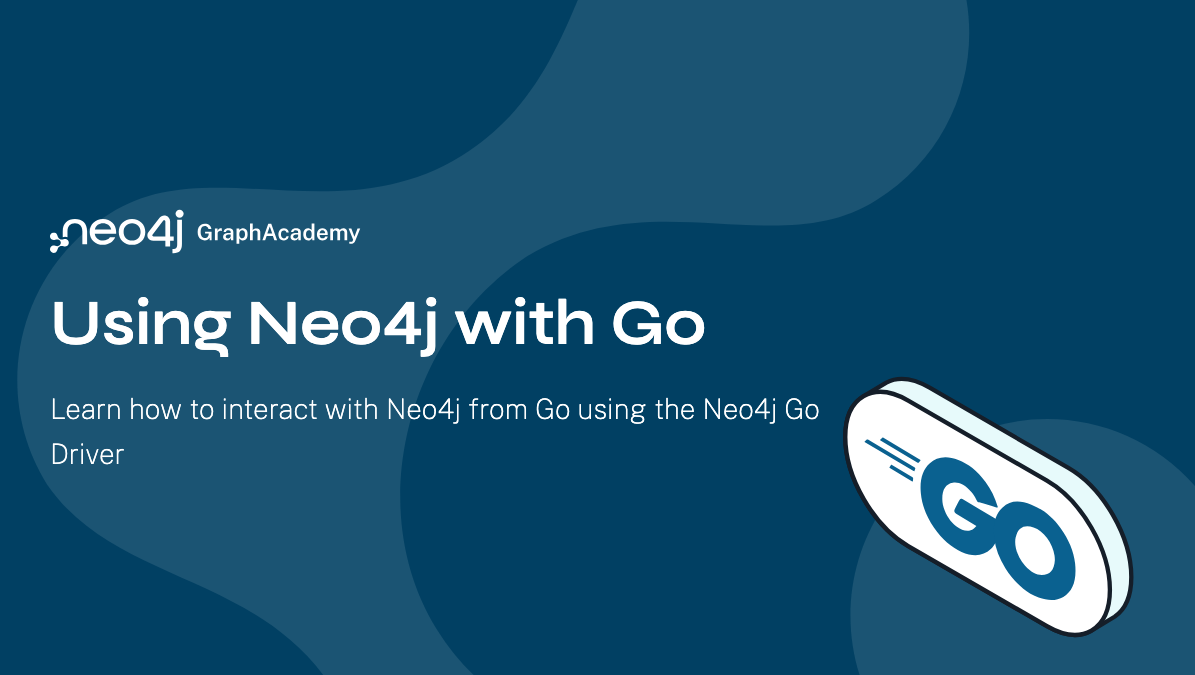 neo4j GraphAcademy
Using Neo4j with Go
Learn how to interact with Neo4j from Go using the Neo4j Go
Driver
GO